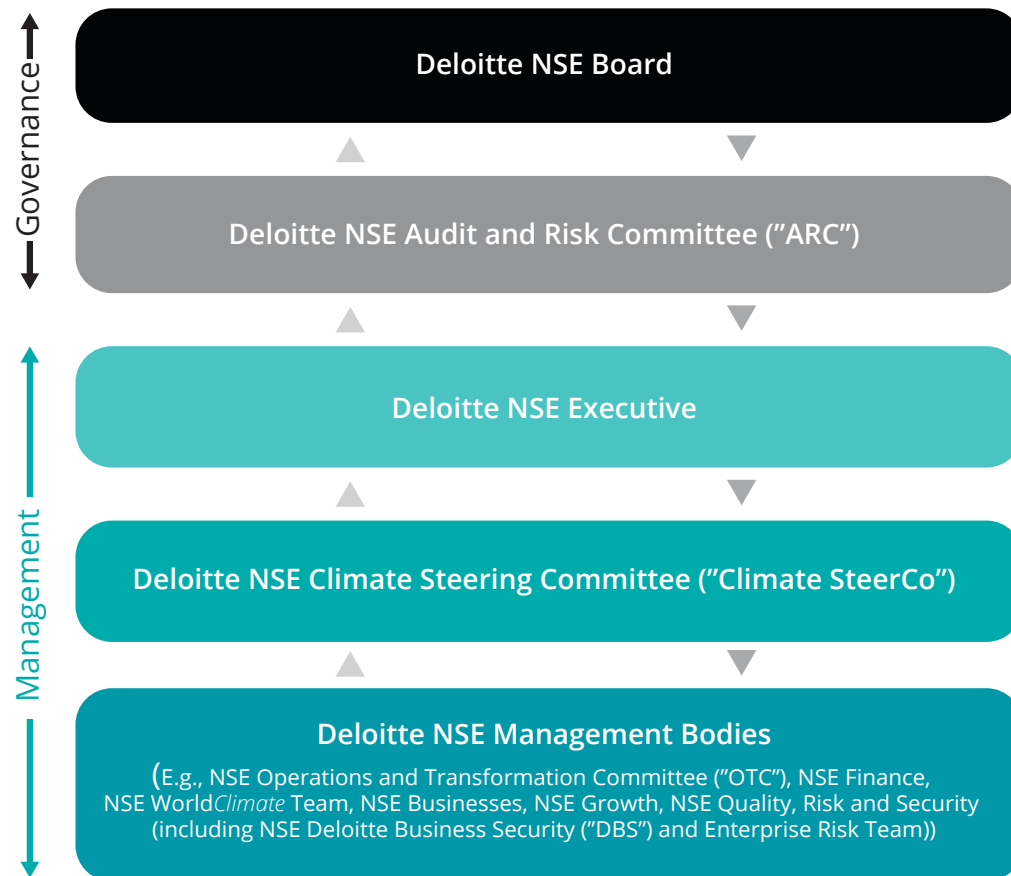 Governance
Deloitte NSE Board
Deloitte NSE Audit and Risk Committee (”ARC”)
Management
Deloitte NSE Executive
Deloitte NSE Climate Steering Committee (”Climate SteerCo”)
Deloitte NSE Management Bodies
(E.g., NSE Operations and Transformation Committee (”OTC”), NSE Finance,
NSE WorldClimate Team, NSE Businesses, NSE Growth, NSE Quality, Risk and Security
(including NSE Deloitte Business Security (”DBS”) and Enterprise Risk Team))